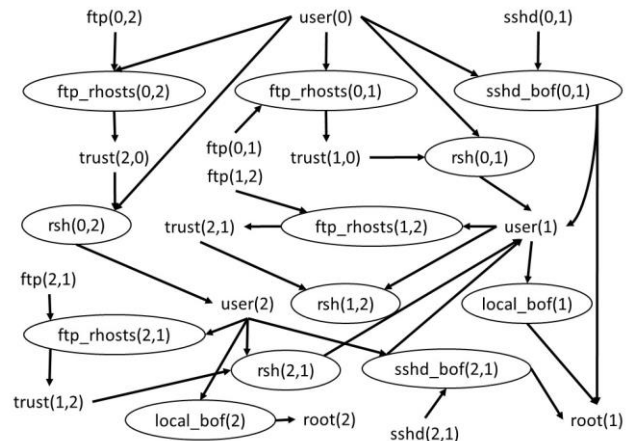 ftp(0,2) user(0) sshd(0,1)
ftp_rhosts(0,2) ftp_rhosts(0,1) sshd_bof(0,1)
ftp(0,1)
trust(2,0) trust(1,0) rsh(0,1)
ftp(1,2)
rsh(0,2) trust(2,1) ftp_rhosts(1,2) user(1)
ftp(2,1)
user(2) rsh(1,2) local_bof(1)
ftp_rhosts(2,1)
rsh(2,1) sshd_bof(2,1)
trust(1,2)
local_bof(2) root(2) root(1)
sshd(2,1)